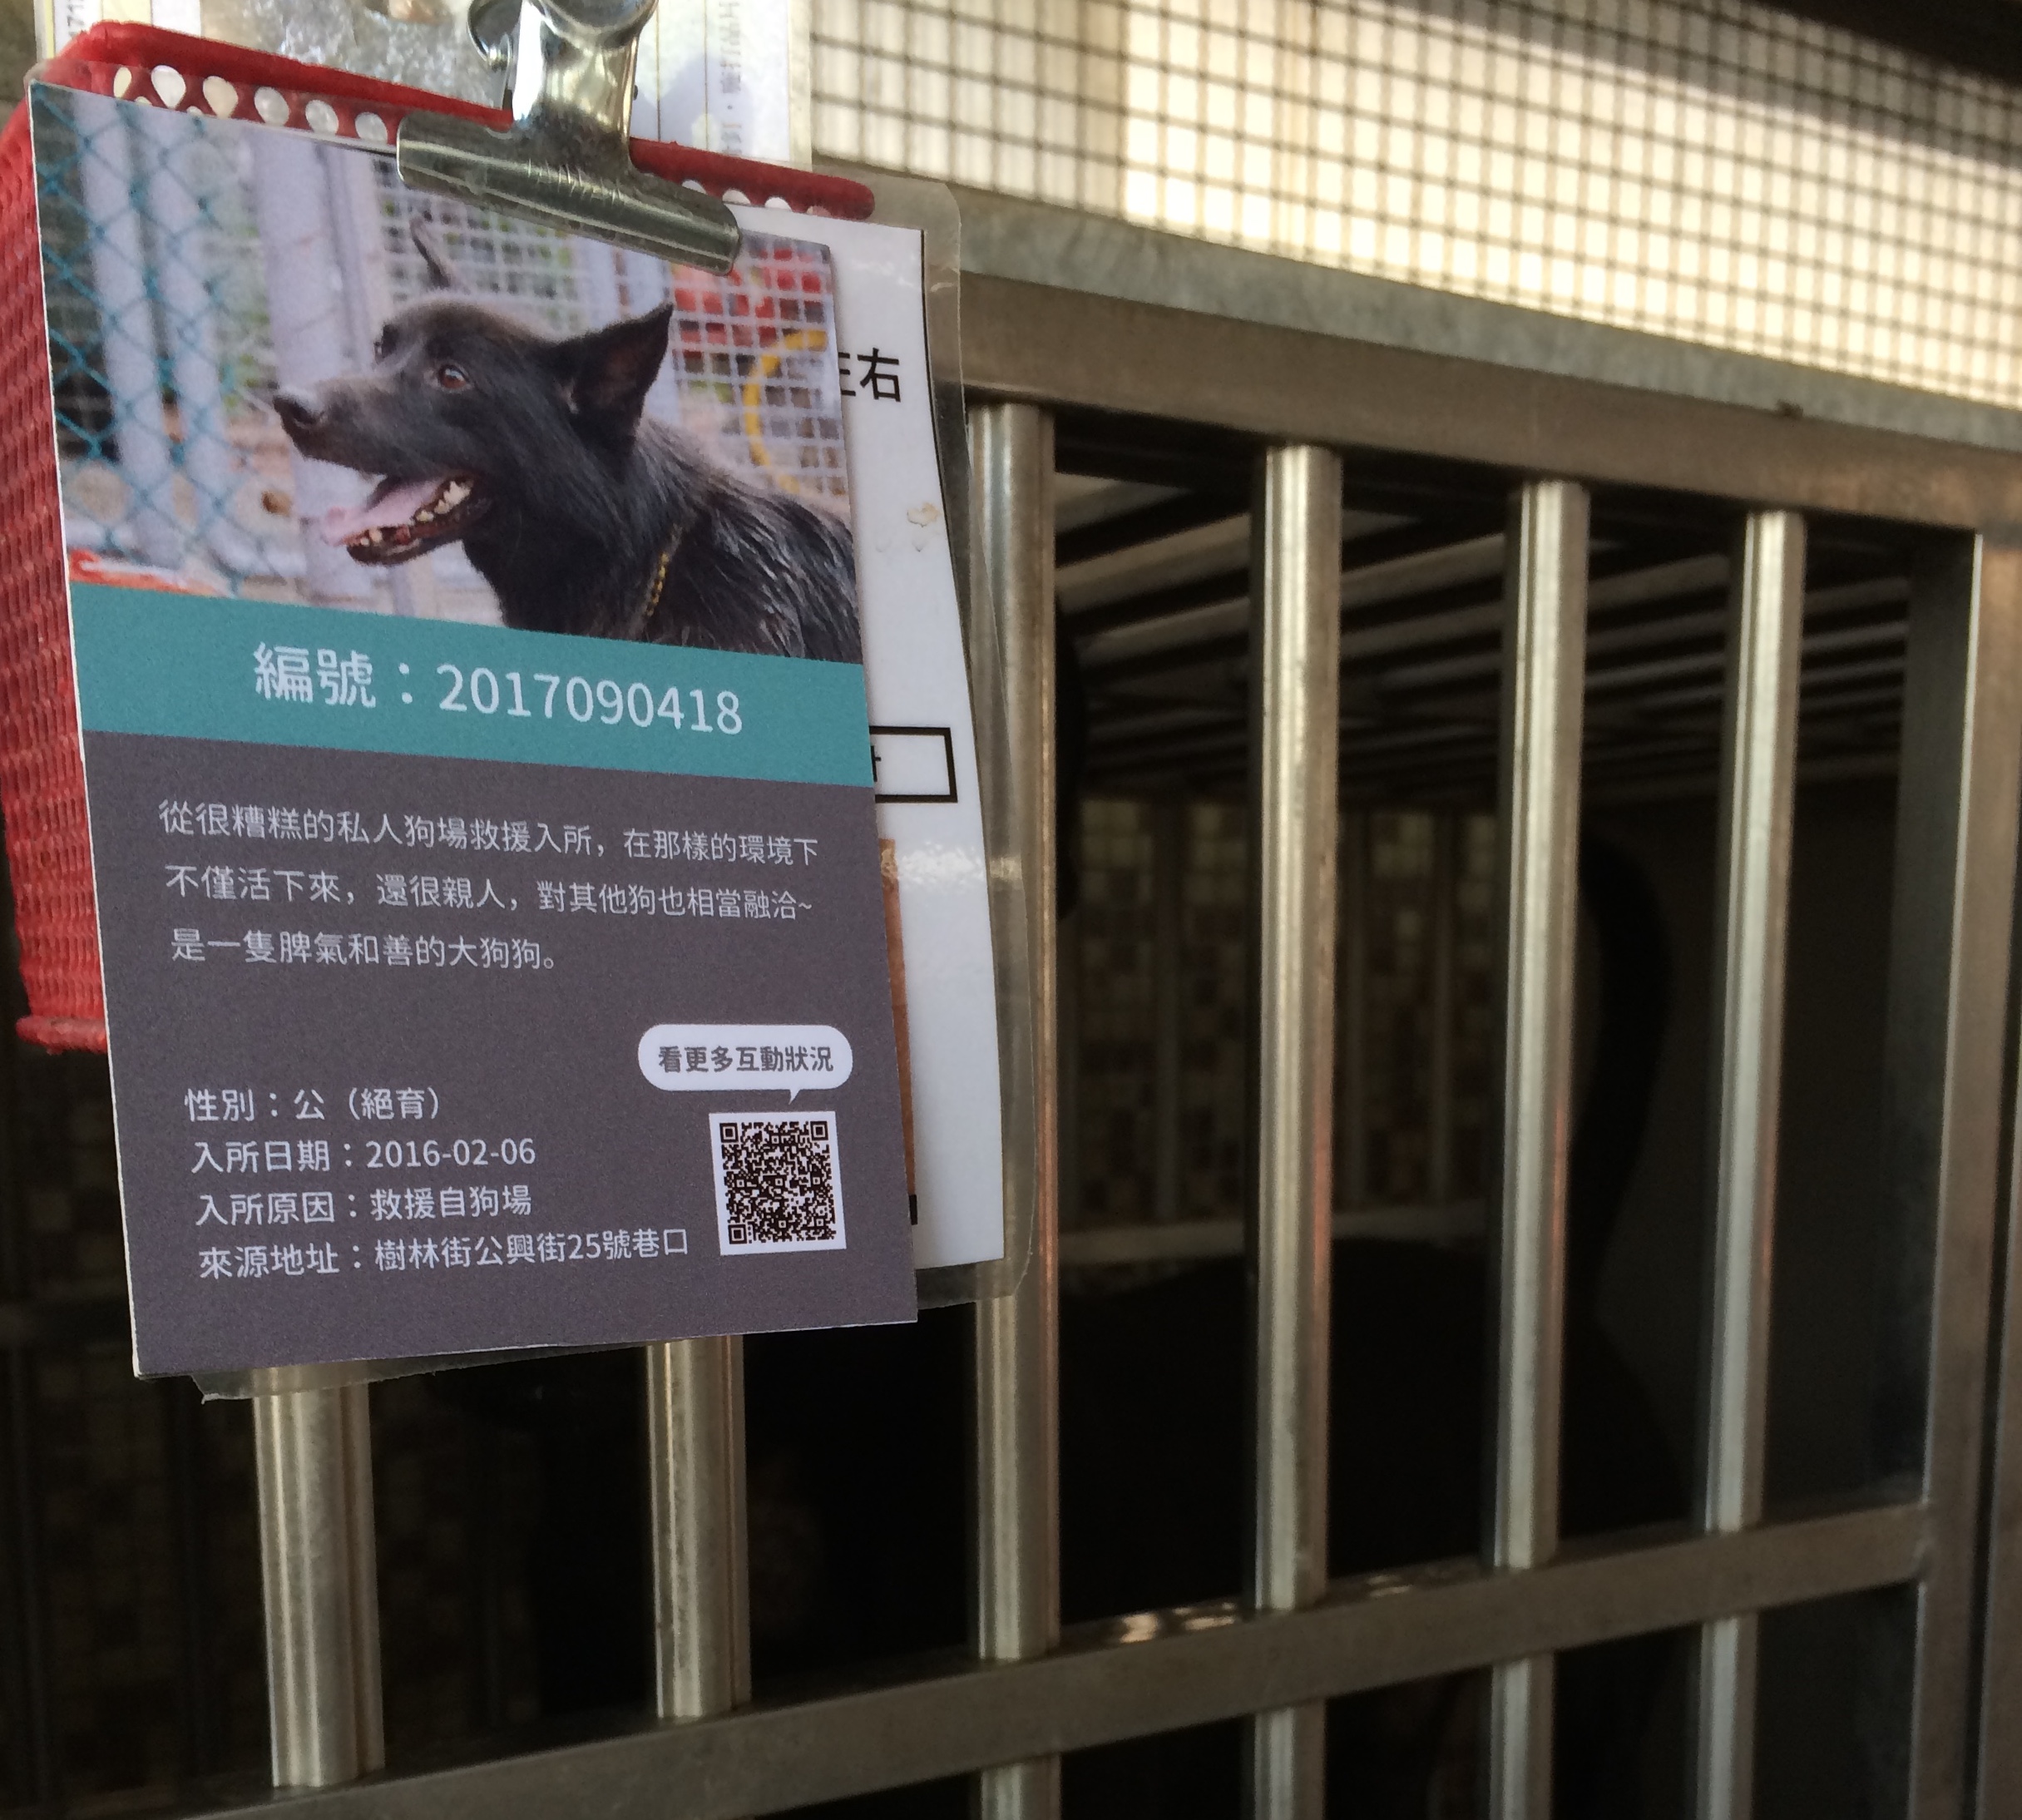 左右
編號：2017090418
從很糟糕的私人狗場救援入所，在那樣的環境下
不僅活下來，還很親人，對其他狗也相當融洽~
是一隻脾氣和善的大狗狗。
看更多互動狀況
性別：公（絕育）
入所日期：2016-02-06
入所原因：救援自狗場
來源地址：樹林街公興街25號巷口